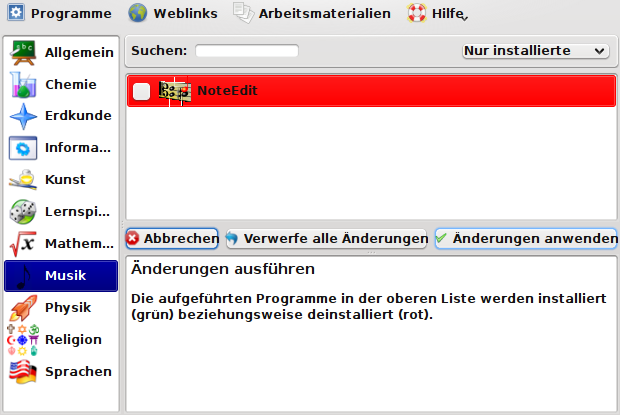 Programme Weblinks Arbeitsmaterialien Hilfe
Allgemein
Chemie
Erdkunde
Informa...
Kunst
Lernspi...
Mathem...
Musik
Physik
Religion
Sprachen
Suchen: Nur installierte
NoteEdit
Abbrechen Verwerfe alle Änderungen Änderungen anwenden
Änderungen ausführen
Die aufgeführten Programme in der oberen Liste werden installiert
(grün) beziehungsweise deinstalliert (rot).